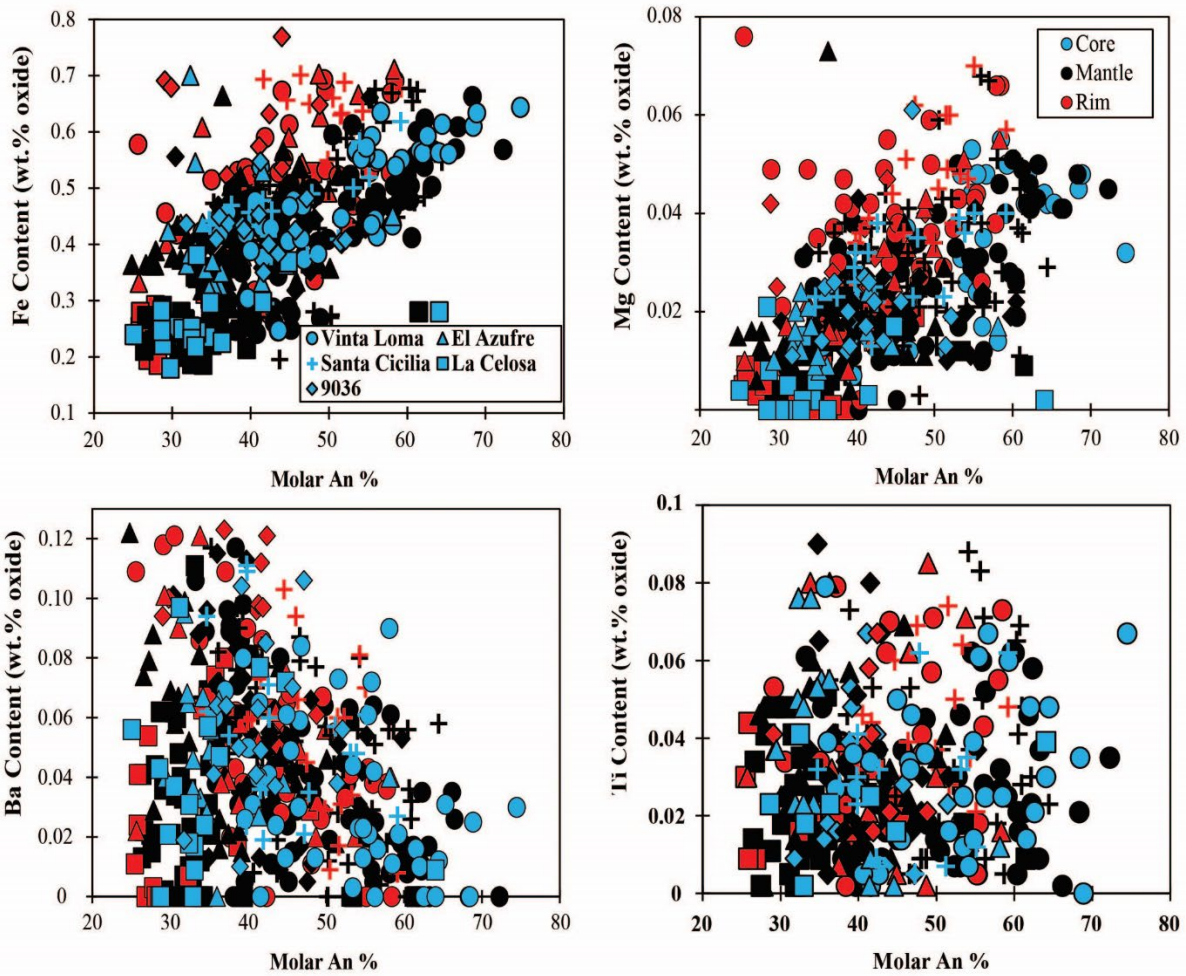 Fe Content (wt.% oxide)
0.8
0.7
0.6
0.5
0.4
0.3
0.2
0.1
20 30 40 50 60 70 80
Molar An %
Vinta Loma El Azufre
Santa Cicilia La Celosa
9036
Mg Content (wt.% oxide)
0.08
0.06
0.04
0.02
20 30 40 50 60 70 80
Molar An %
Core
Mantle
Rim
Ba Content (wt.% oxide)
0.12
0.10
0.08
0.06
0.04
0.02
0
20 30 40 50 60 70 80
Molar An %
Ti Content (wt.% oxide)
0.1
0.08
0.06
0.04
0.02
0
20 30 40 50 60 70 80
Molar An %